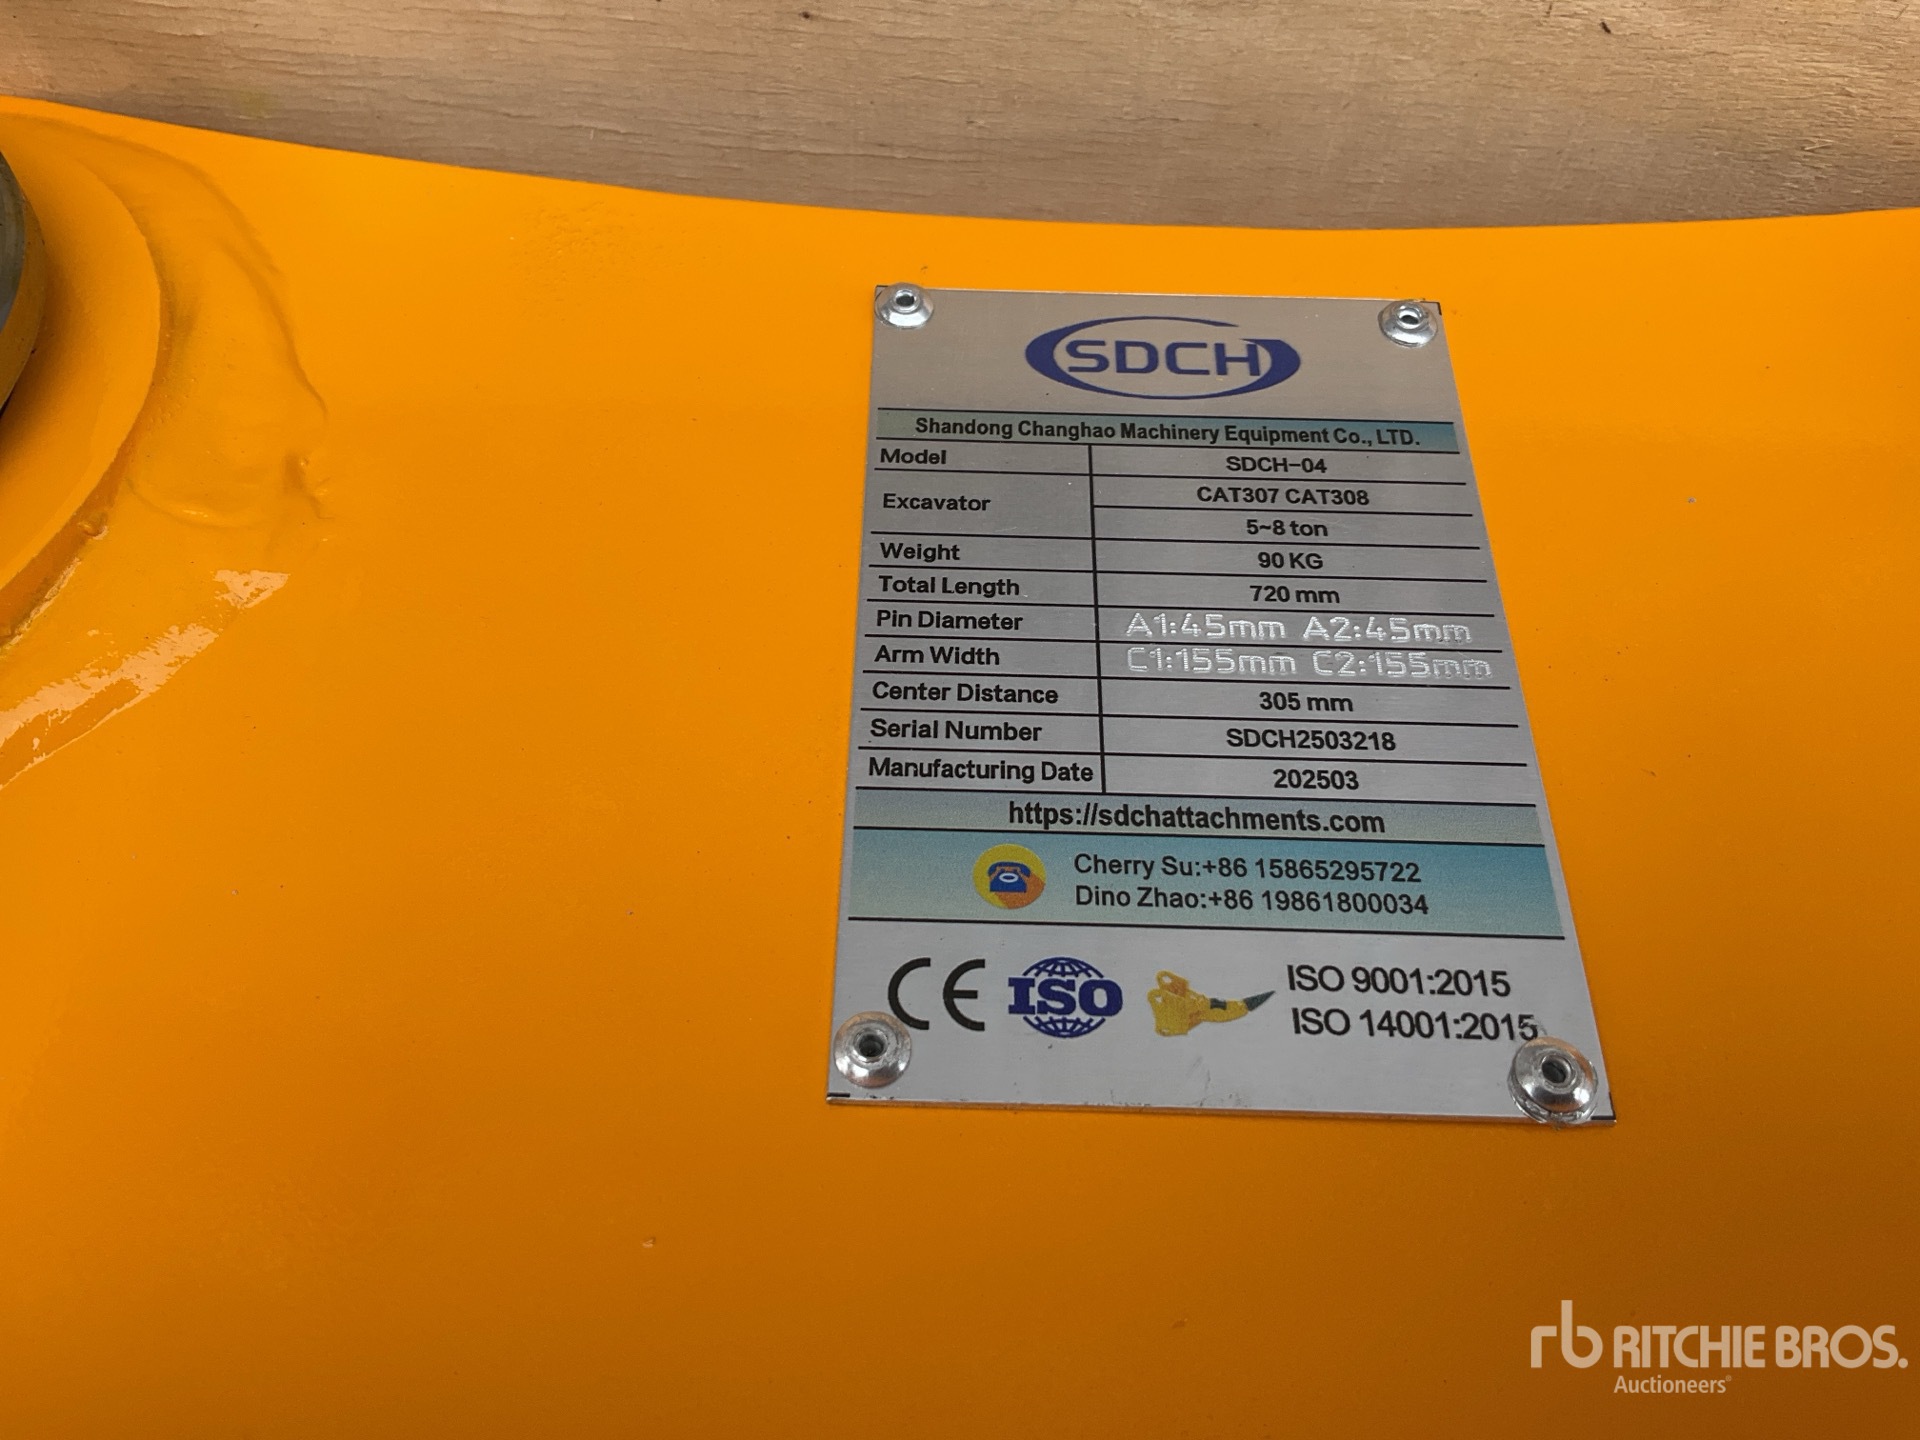 SDCH
Shandong Changhao Machinery Equipment Co., LTD.
Model SDCH-04
Excavator CAT307 CAT308
5~8 ton
Weight 90 KG
Total Length 720 mm
Pin Diameter A1:45mm A2:45mm
Arm Width C1:155mm C2:155mm
Center Distance 305 mm
Serial Number SDCH2503218
Manufacturing Date 202503
https://sdchattachments.com
Cherry Su:+86 15865295722
Dino Zhao:+86 19861800034
CE ISO ISO 9001:2015
ISO 14001:2015
rb RITCHIE BROS.
Auctioneers